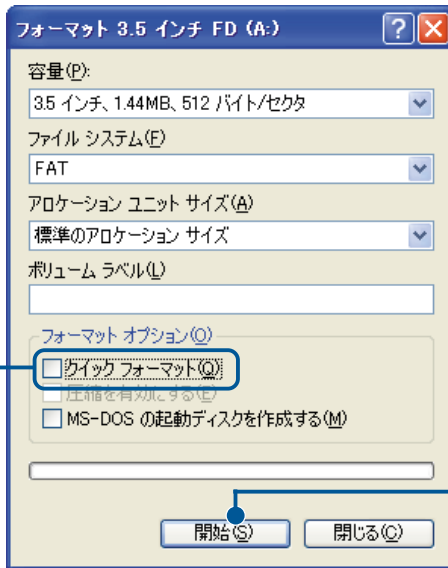 フォーマット 3.5 インチ FD (A:)
容量(P):
3.5 インチ、1.44MB、512 バイト/セクタ
ファイル システム(F)
FAT
アロケーション ユニット サイズ(A)
標準のアロケーション サイズ
ボリューム ラベル(L)
フォーマット オプション(O)
クイック フォーマット(Q)
圧縮を有効にする(E)
MS-DOS の起動ディスクを作成する(M)
開始(S)
閉じる(C)